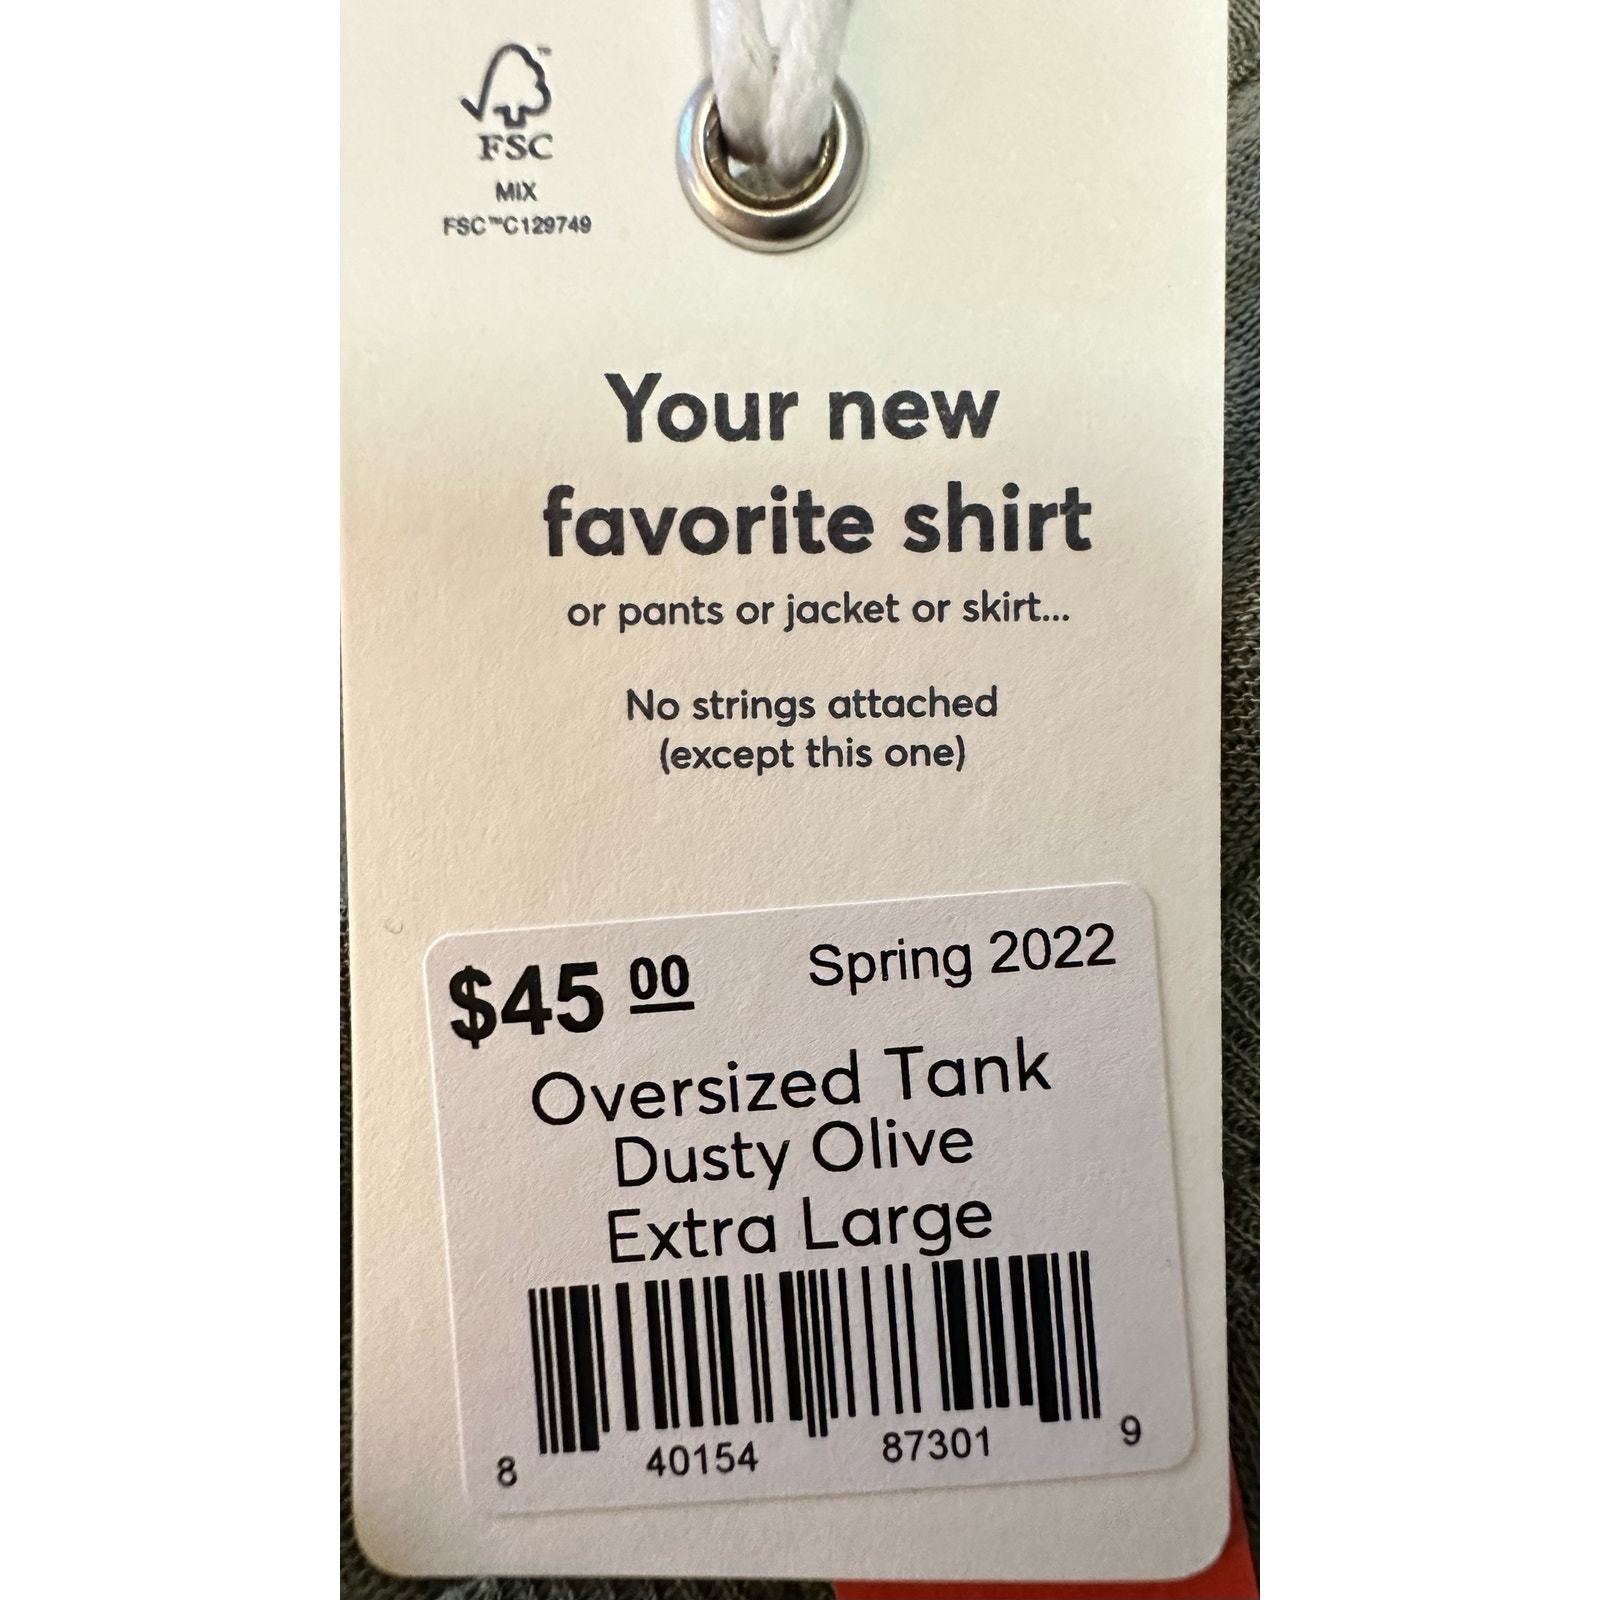 FSC™
MIX
FSC™C129749
Your new
favorite shirt
or pants or jacket or skirt...
No strings attached
(except this one)
$45 00 Spring 2022
Oversized Tank
Dusty Olive
Extra Large
8 40154 87301 9